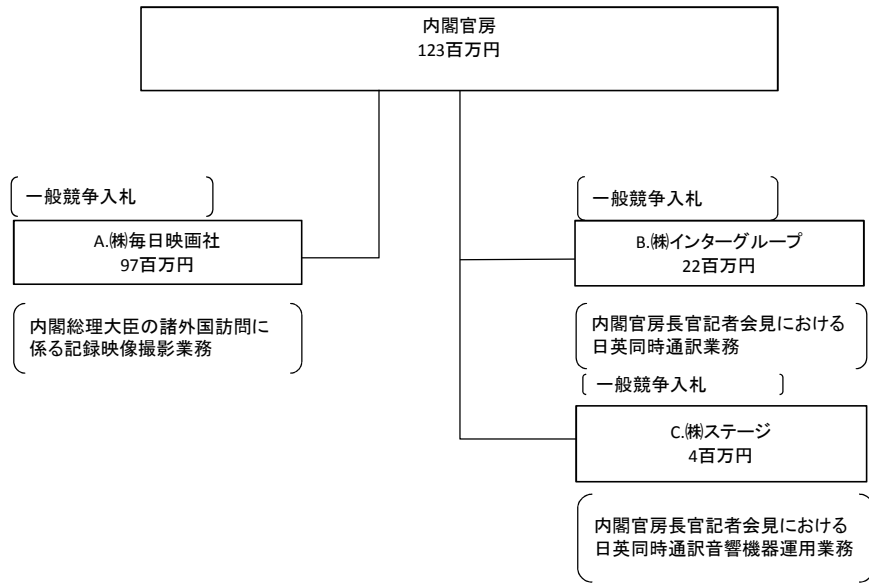 内閣官房
123百万円
一般競争入札
A.㈱毎日映画社
97百万円
内閣総理大臣の諸外国訪問に
係る記録映像撮影業務
一般競争入札
B.㈱インターグループ
22百万円
内閣官房長官記者会見における
日英同時通訳業務
一般競争入札
C.㈱ステージ
4百万円
内閣官房長官記者会見における
日英同時通訳音響機器運用業務